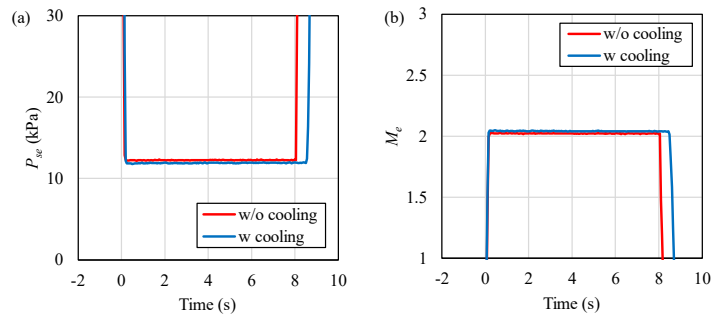 (a)
30
20
10
0
P_se (kPa)
w/o cooling
w cooling
-2 0 2 4 6 8 10
Time (s)
(b)
3
2.5
2
1.5
1
M_e
w/o cooling
w cooling
-2 0 2 4 6 8 10
Time (s)